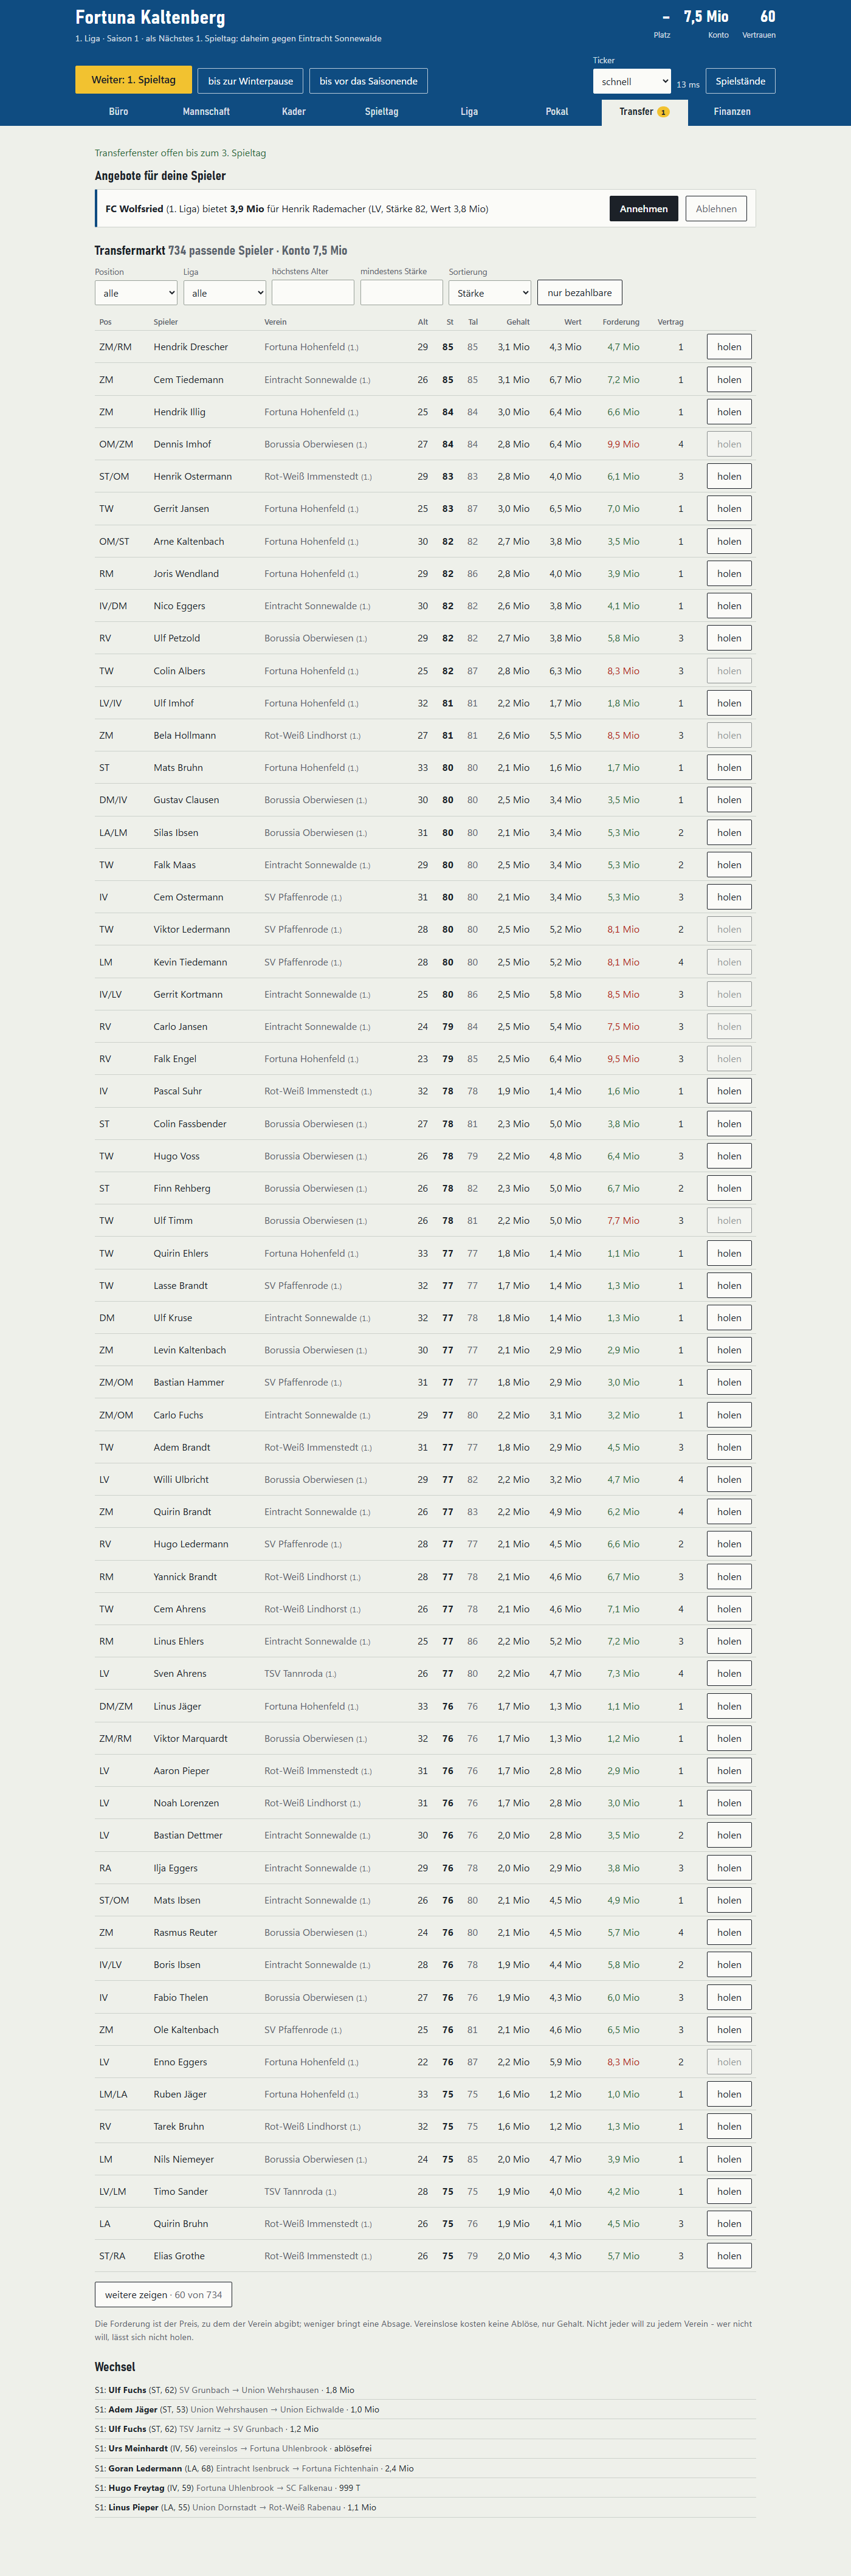 Fortuna Kaltenberg
– 7,5 Mio 60
1. Liga · Saison 1 · als Nächstes 1. Spieltag: daheim gegen Eintracht Sonnewalde
Platz Konto Vertrauen
Ticker
Weiter: 1. Spieltag bis zur Winterpause bis vor das Saisonende schnell 13 ms Spielstände
Büro Mannschaft Kader Spieltag Liga Pokal Transfer 1 Finanzen
Transferfenster offen bis zum 3. Spieltag
Angebote für deine Spieler
FC Wolfsried (1. Liga) bietet 3,9 Mio für Henrik Rademacher (LV, Stärke 82, Wert 3,8 Mio) Annehmen Ablehnen
Transfermarkt 734 passende Spieler · Konto 7,5 Mio
Position Liga höchstens Alter mindestens Stärke Sortierung
alle alle Stärke nur bezahlbare
Pos Spieler Verein Alt St Tal Gehalt Wert Forderung Vertrag
ZM/RM Hendrik Drescher Fortuna Hohenfeld (1.) 29 85 85 3,1 Mio 4,3 Mio 4,7 Mio 1 holen
ZM Cem Tiedemann Eintracht Sonnewalde (1.) 26 85 85 3,1 Mio 6,7 Mio 7,2 Mio 1 holen
ZM Hendrik Illig Fortuna Hohenfeld (1.) 25 84 84 3,0 Mio 6,4 Mio 6,6 Mio 1 holen
OM/ZM Dennis Imhof Borussia Oberwiesen (1.) 27 84 84 2,8 Mio 6,4 Mio 9,9 Mio 4 holen
ST/OM Henrik Ostermann Rot-Weiß Immenstedt (1.) 29 83 83 2,8 Mio 4,0 Mio 6,1 Mio 3 holen
TW Gerrit Jansen Fortuna Hohenfeld (1.) 25 83 87 3,0 Mio 6,5 Mio 7,0 Mio 1 holen
OM/ST Arne Kaltenbach Fortuna Hohenfeld (1.) 30 82 82 2,7 Mio 3,8 Mio 3,5 Mio 1 holen
RM Joris Wendland Fortuna Hohenfeld (1.) 29 82 86 2,8 Mio 4,0 Mio 3,9 Mio 1 holen
IV/DM Nico Eggers Eintracht Sonnewalde (1.) 30 82 82 2,6 Mio 3,8 Mio 4,1 Mio 1 holen
RV Ulf Petzold Borussia Oberwiesen (1.) 29 82 82 2,7 Mio 3,8 Mio 5,8 Mio 3 holen
TW Colin Albers Fortuna Hohenfeld (1.) 25 82 87 2,8 Mio 6,3 Mio 8,3 Mio 3 holen
LV/IV Ulf Imhof Fortuna Hohenfeld (1.) 32 81 81 2,2 Mio 1,7 Mio 1,8 Mio 1 holen
ZM Bela Hollmann Rot-Weiß Lindhorst (1.) 27 81 81 2,6 Mio 5,5 Mio 8,5 Mio 3 holen
ST Mats Bruhn Fortuna Hohenfeld (1.) 33 80 80 2,1 Mio 1,6 Mio 1,7 Mio 1 holen
DM/IV Gustav Clausen Borussia Oberwiesen (1.) 30 80 80 2,5 Mio 3,4 Mio 3,5 Mio 1 holen
LA/LM Silas Ibsen Borussia Oberwiesen (1.) 31 80 80 2,1 Mio 3,4 Mio 5,3 Mio 2 holen
TW Falk Maas Eintracht Sonnewalde (1.) 29 80 80 2,5 Mio 3,4 Mio 5,3 Mio 2 holen
IV Cem Ostermann SV Pfaffenrode (1.) 31 80 80 2,1 Mio 3,4 Mio 5,3 Mio 3 holen
TW Viktor Ledermann SV Pfaffenrode (1.) 28 80 80 2,5 Mio 5,2 Mio 8,1 Mio 2 holen
LM Kevin Tiedemann SV Pfaffenrode (1.) 28 80 80 2,5 Mio 5,2 Mio 8,1 Mio 4 holen
IV/LV Gerrit Kortmann Eintracht Sonnewalde (1.) 25 80 86 2,5 Mio 5,8 Mio 8,5 Mio 3 holen
RV Carlo Jansen Eintracht Sonnewalde (1.) 24 79 84 2,5 Mio 5,4 Mio 7,5 Mio 3 holen
RV Falk Engel Fortuna Hohenfeld (1.) 23 79 85 2,5 Mio 6,4 Mio 9,5 Mio 3 holen
IV Pascal Suhr Rot-Weiß Immenstedt (1.) 32 78 78 1,9 Mio 1,4 Mio 1,6 Mio 1 holen
ST Colin Fassbender Borussia Oberwiesen (1.) 27 78 81 2,3 Mio 5,0 Mio 3,8 Mio 1 holen
TW Hugo Voss Borussia Oberwiesen (1.) 26 78 79 2,2 Mio 4,8 Mio 6,4 Mio 3 holen
ST Finn Rehberg Borussia Oberwiesen (1.) 26 78 82 2,3 Mio 5,0 Mio 6,7 Mio 2 holen
TW Ulf Timm Borussia Oberwiesen (1.) 26 78 81 2,2 Mio 5,0 Mio 7,7 Mio 3 holen
TW Quirin Ehlers Fortuna Hohenfeld (1.) 33 77 77 1,8 Mio 1,4 Mio 1,1 Mio 1 holen
TW Lasse Brandt SV Pfaffenrode (1.) 32 77 77 1,7 Mio 1,4 Mio 1,3 Mio 1 holen
DM Ulf Kruse Eintracht Sonnewalde (1.) 32 77 78 1,8 Mio 1,4 Mio 1,3 Mio 1 holen
ZM Levin Kaltenbach Borussia Oberwiesen (1.) 30 77 77 2,1 Mio 2,9 Mio 2,9 Mio 1 holen
ZM/OM Bastian Hammer SV Pfaffenrode (1.) 31 77 77 1,8 Mio 2,9 Mio 3,0 Mio 1 holen
ZM/OM Carlo Fuchs Eintracht Sonnewalde (1.) 29 77 80 2,2 Mio 3,1 Mio 3,2 Mio 1 holen
TW Adem Brandt Rot-Weiß Immenstedt (1.) 31 77 77 1,8 Mio 2,9 Mio 4,5 Mio 3 holen
LV Willi Ulbricht Borussia Oberwiesen (1.) 29 77 82 2,2 Mio 3,2 Mio 4,7 Mio 4 holen
ZM Quirin Brandt Eintracht Sonnewalde (1.) 26 77 83 2,2 Mio 4,9 Mio 6,2 Mio 4 holen
RV Hugo Ledermann SV Pfaffenrode (1.) 28 77 77 2,1 Mio 4,5 Mio 6,6 Mio 2 holen
RM Yannick Brandt Rot-Weiß Lindhorst (1.) 28 77 78 2,1 Mio 4,6 Mio 6,7 Mio 3 holen
TW Cem Ahrens Rot-Weiß Lindhorst (1.) 26 77 78 2,1 Mio 4,6 Mio 7,1 Mio 4 holen
RM Linus Ehlers Eintracht Sonnewalde (1.) 25 77 86 2,2 Mio 5,2 Mio 7,2 Mio 3 holen
LV Sven Ahrens TSV Tannroda (1.) 26 77 80 2,2 Mio 4,7 Mio 7,3 Mio 4 holen
DM/ZM Linus Jäger Fortuna Hohenfeld (1.) 33 76 76 1,7 Mio 1,3 Mio 1,1 Mio 1 holen
ZM/RM Viktor Marquardt Borussia Oberwiesen (1.) 32 76 76 1,7 Mio 1,3 Mio 1,2 Mio 1 holen
LV Aaron Pieper Rot-Weiß Immenstedt (1.) 31 76 76 1,7 Mio 2,8 Mio 2,9 Mio 1 holen
LV Noah Lorenzen Rot-Weiß Lindhorst (1.) 31 76 76 1,7 Mio 2,8 Mio 3,0 Mio 1 holen
LV Bastian Dettmer Eintracht Sonnewalde (1.) 30 76 76 2,0 Mio 2,8 Mio 3,5 Mio 2 holen
RA Ilja Eggers Eintracht Sonnewalde (1.) 29 76 78 2,0 Mio 2,9 Mio 3,8 Mio 3 holen
ST/OM Mats Ibsen Eintracht Sonnewalde (1.) 26 76 80 2,1 Mio 4,5 Mio 4,9 Mio 1 holen
ZM Rasmus Reuter Borussia Oberwiesen (1.) 24 76 80 2,1 Mio 4,5 Mio 5,7 Mio 4 holen
IV/LV Boris Ibsen Eintracht Sonnewalde (1.) 28 76 78 1,9 Mio 4,4 Mio 5,8 Mio 2 holen
IV Fabio Thelen Borussia Oberwiesen (1.) 27 76 76 1,9 Mio 4,3 Mio 6,0 Mio 3 holen
ZM Ole Kaltenbach SV Pfaffenrode (1.) 25 76 81 2,1 Mio 4,6 Mio 6,5 Mio 3 holen
LV Enno Eggers Fortuna Hohenfeld (1.) 22 76 87 2,2 Mio 5,9 Mio 8,3 Mio 2 holen
LM/LA Ruben Jäger Fortuna Hohenfeld (1.) 33 75 75 1,6 Mio 1,2 Mio 1,0 Mio 1 holen
RV Tarek Bruhn Rot-Weiß Lindhorst (1.) 32 75 75 1,6 Mio 1,2 Mio 1,3 Mio 1 holen
LM Nils Niemeyer Borussia Oberwiesen (1.) 24 75 85 2,0 Mio 4,7 Mio 3,9 Mio 1 holen
LV/LM Timo Sander TSV Tannroda (1.) 28 75 75 1,9 Mio 4,0 Mio 4,2 Mio 1 holen
LA Quirin Bruhn Rot-Weiß Immenstedt (1.) 26 75 76 1,9 Mio 4,1 Mio 4,5 Mio 3 holen
ST/RA Elias Grothe Rot-Weiß Immenstedt (1.) 26 75 79 2,0 Mio 4,3 Mio 5,7 Mio 3 holen
weitere zeigen · 60 von 734
Die Forderung ist der Preis, zu dem der Verein abgibt; weniger bringt eine Absage. Vereinslose kosten keine Ablöse, nur Gehalt. Nicht jeder will zu jedem Verein - wer nicht
will, lässt sich nicht holen.
Wechsel
S1: Ulf Fuchs (ST, 62) SV Grunbach → Union Wehrshausen · 1,8 Mio
S1: Adem Jäger (ST, 53) Union Wehrshausen → Union Eichwalde · 1,0 Mio
S1: Ulf Fuchs (ST, 62) TSV Jarnitz → SV Grunbach · 1,2 Mio
S1: Urs Meinhardt (IV, 56) vereinslos → Fortuna Uhlenbrook · ablösefrei
S1: Goran Ledermann (LA, 68) Eintracht Isenbruck → Fortuna Fichtenhain · 2,4 Mio
S1: Hugo Freytag (IV, 59) Fortuna Uhlenbrook → SC Falkenau · 999 T
S1: Linus Pieper (LA, 55) Union Dornstadt → Rot-Weiß Rabenau · 1,1 Mio